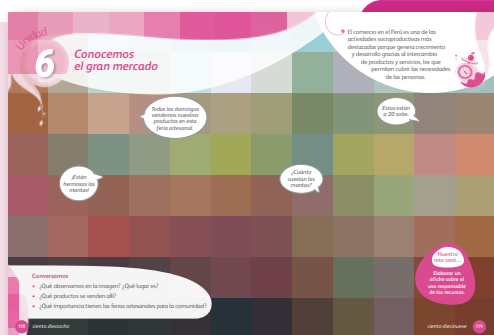 Unidad
6
Conocemos
el gran mercado
El comercio en el Perú es una de las
actividades socioproductivas más
destacadas porque genera crecimiento
y desarrollo gracias al intercambio
de productos y servicios, los que
permiten cubrir las necesidades
de las personas.
Todos los domingos
vendemos nuestros
productos en esta
feria artesanal.
Estas están
a 20 soles.
¡Están
hermosas las
mantas!
¿Cuánto
cuestan las
mantas?
Conversamos
• ¿Qué observamos en la imagen? ¿Qué lugar es?
• ¿Qué productos se venden allí?
• ¿Qué importancia tienen las ferias artesanales para la comunidad?
Nuestro
reto será...
Elaborar un
afiche sobre el
uso responsable
de los recursos.
118 ciento dieciocho
ciento diecinueve 119